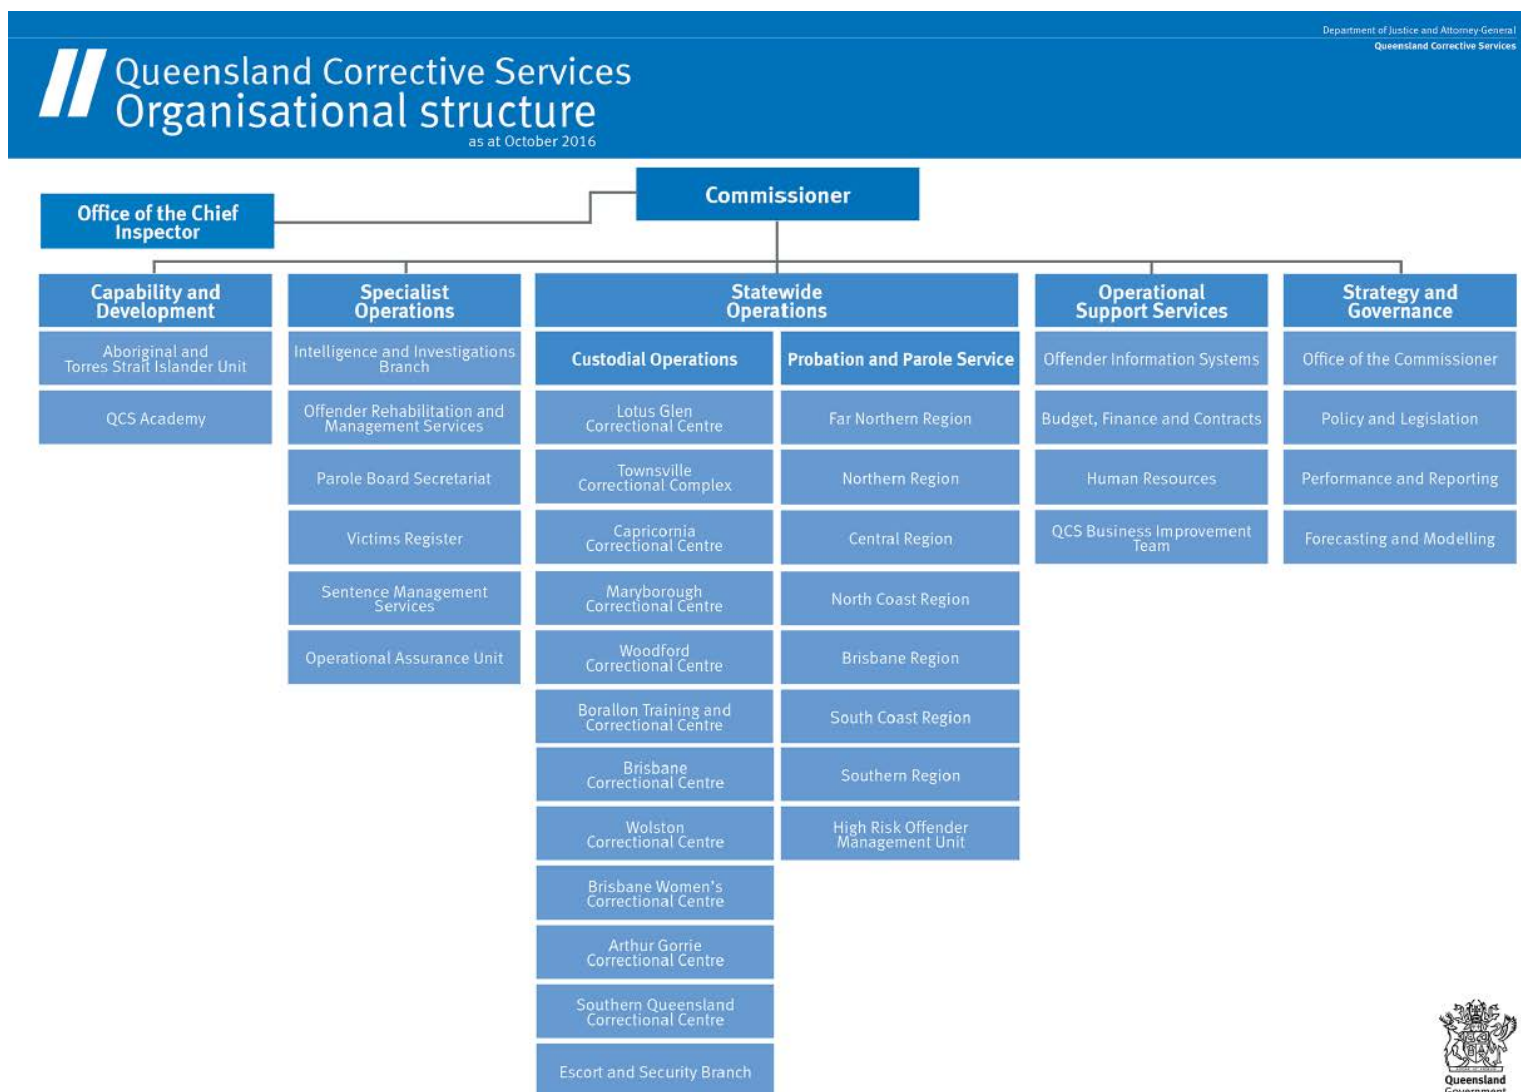 Department of Justice and Attorney-General
Queensland Corrective Services
Queensland Corrective Services
Organisational structure
as at October 2016
Commissioner
Office of the Chief
Inspector
Capability and
Development
Aboriginal and
Torres Strait Islander Unit
QCS Academy
Specialist
Operations
Intelligence and Investigations
Branch
Offender Rehabilitation and
Management Services
Parole Board Secretariat
Victims Register
Sentence Management
Services
Operational Assurance Unit
Statewide
Operations
Custodial Operations
Lotus Glen
Correctional Centre
Townsville
Correctional Complex
Capricornia
Correctional Centre
Maryborough
Correctional Centre
Woodford
Correctional Centre
Borallon Training and
Correctional Centre
Brisbane
Correctional Centre
Wolston
Correctional Centre
Brisbane Women's
Correctional Centre
Arthur Gorrie
Correctional Centre
Southern Queensland
Correctional Centre
Escort and Security Branch
Probation and Parole Service
Far Northern Region
Northern Region
Central Region
North Coast Region
Brisbane Region
South Coast Region
Southern Region
High Risk Offender
Management Unit
Operational
Support Services
Offender Information Systems
Budget, Finance and Contracts
Human Resources
QCS Business Improvement
Team
Strategy and
Governance
Office of the Commissioner
Policy and Legislation
Performance and Reporting
Forecasting and Modelling
Queensland
Government